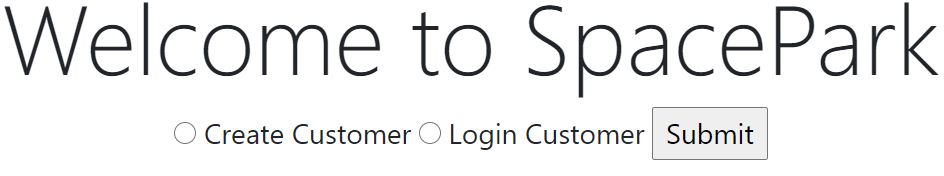 Welcome to SpacePark
Create Customer Login Customer Submit